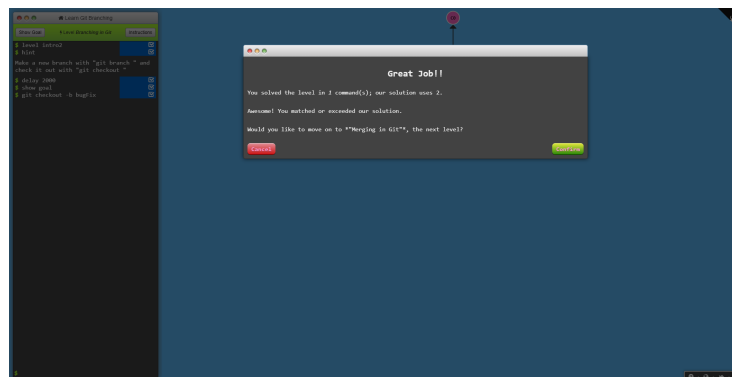 Learn Git Branching
Show Goal
Instructions
$ level intro2
$ hint
Make a new branch with "git branch " and
check it out with "git checkout "
$ delay 2000
$ show goal
$ git checkout -b bugFix
$
Great Job!!
You solved the level in 1 command(s); our solution uses 2.
Awesome! You matched or exceeded our solution.
Would you like to move on to *"Merging in Git"*, the next level?
Cancel